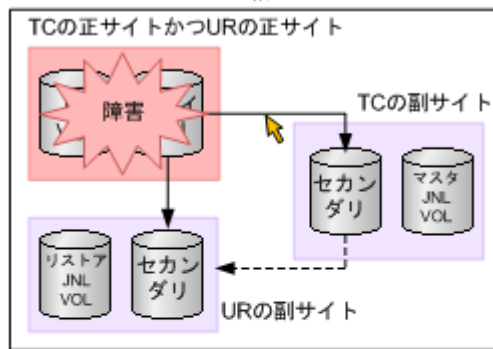 TCの正サイトかつURの正サイト
障害
TCの副サイト
セカン
ダリ
マスタ
JNL
VOL
リストア
JNL
VOL
セカン
ダリ
URの副サイト